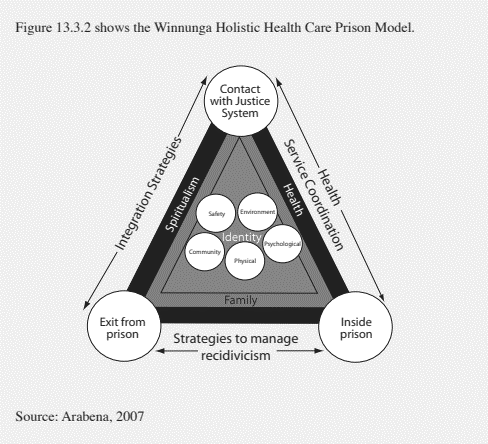 Figure 13.3.2 shows the Winnunga Holistic Health Care Prison Model.
Contact
with Justice
System
Integration Strategies
Health
Service Coordination
Spiritualism
Health
Safety
Environment
Identity
Community
Psychological
Physical
Family
Exit from
prison
Inside
prison
Strategies to manage
recidivicism
Source: Arabena, 2007